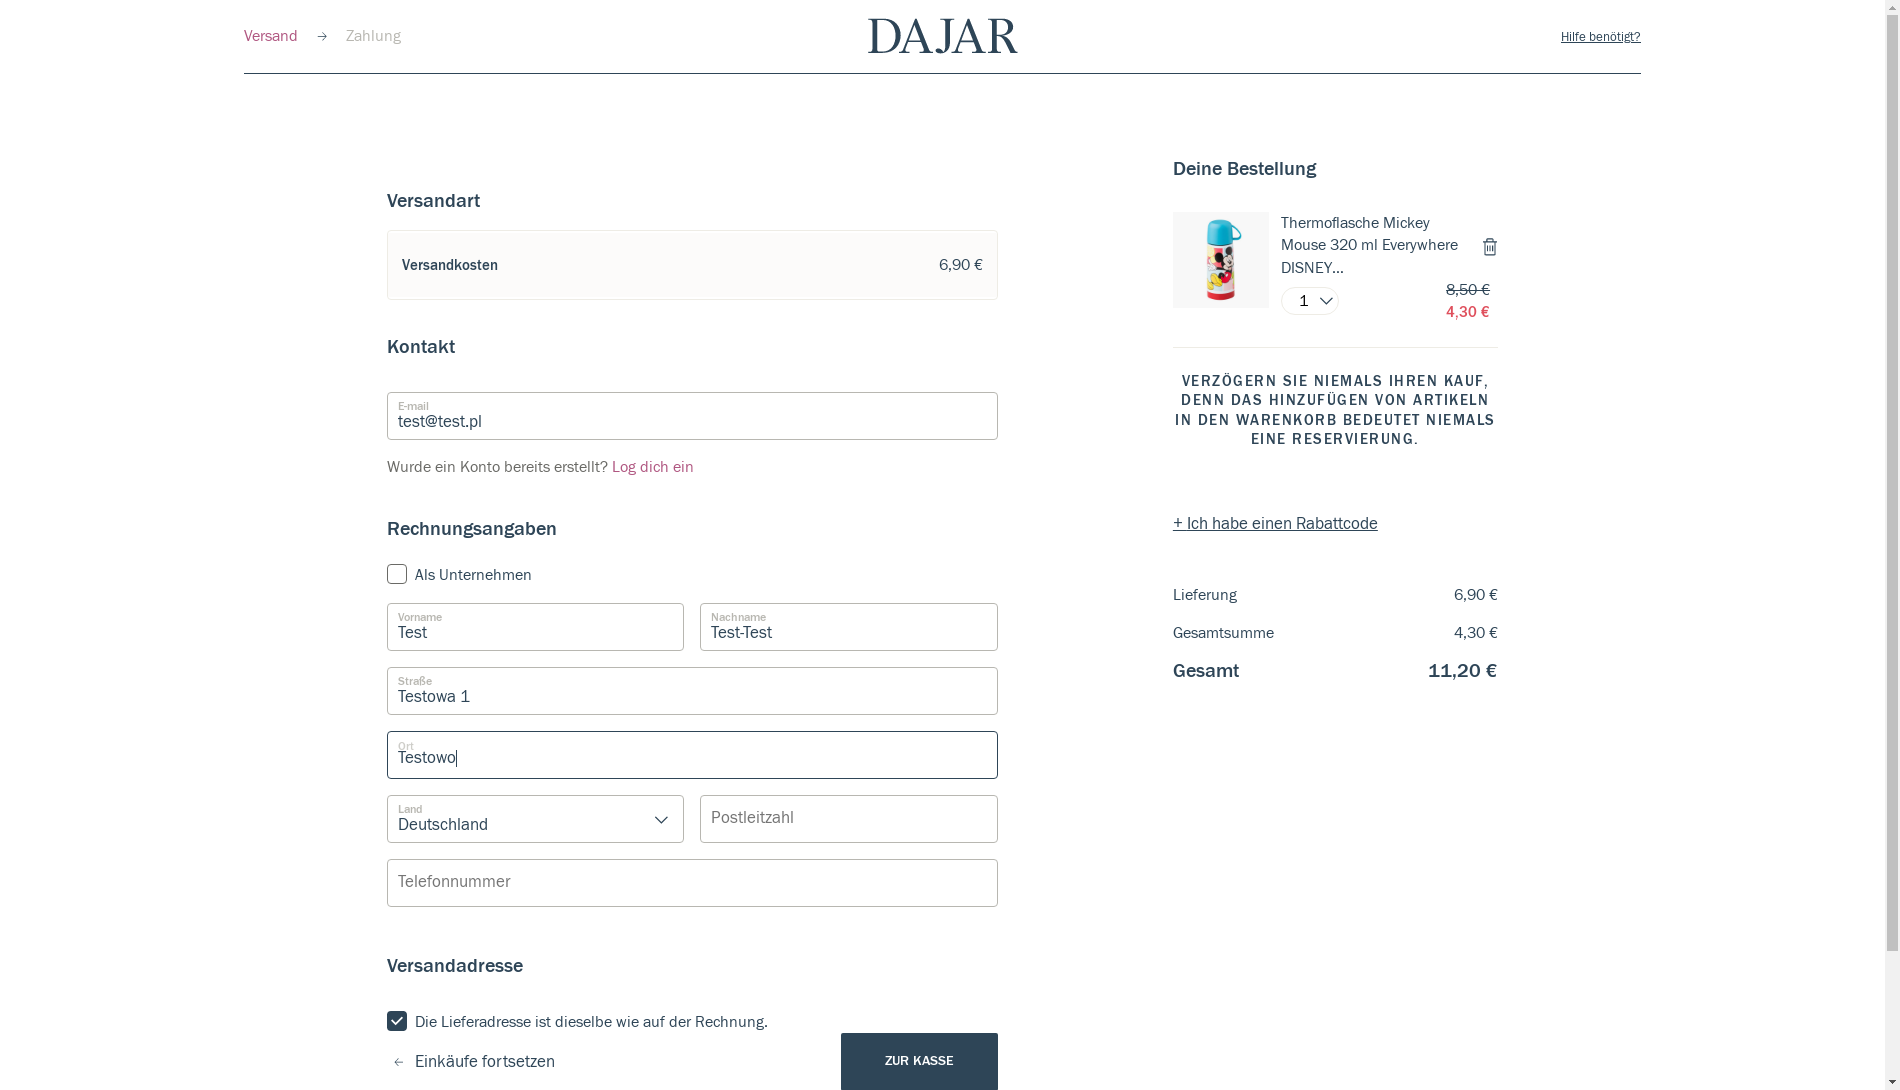 Versand
Zahlung
DAJAR
Hilfe benötigt?
Versandart
Versandkosten
6,90 €
Kontakt
E-mail
test@test.pl
Wurde ein Konto bereits erstellt? Log dich ein
Rechnungsangaben
Als Unternehmen
Vorname
Test
Nachname
Test-Test
Straße
Testowa 1
Ort
Testowo
Land
Deutschland
Postleitzahl
Telefonnummer
Versandadresse
Die Lieferadresse ist dieselbe wie auf der Rechnung.
Einkäufe fortsetzen
ZUR KASSE
Deine Bestellung
Thermoflasche Mickey
Mouse 320 ml Everywhere
DISNEY...
1
8,50 €
4,30 €
VERZÖGERN SIE NIEMALS IHREN KAUF,
DENN DAS HINZUFÜGEN VON ARTIKELN
IN DEN WARENKORB BEDEUTET NIEMALS
EINE RESERVIERUNG.
+ Ich habe einen Rabattcode
Lieferung
6,90 €
Gesamtsumme
4,30 €
Gesamt
11,20 €